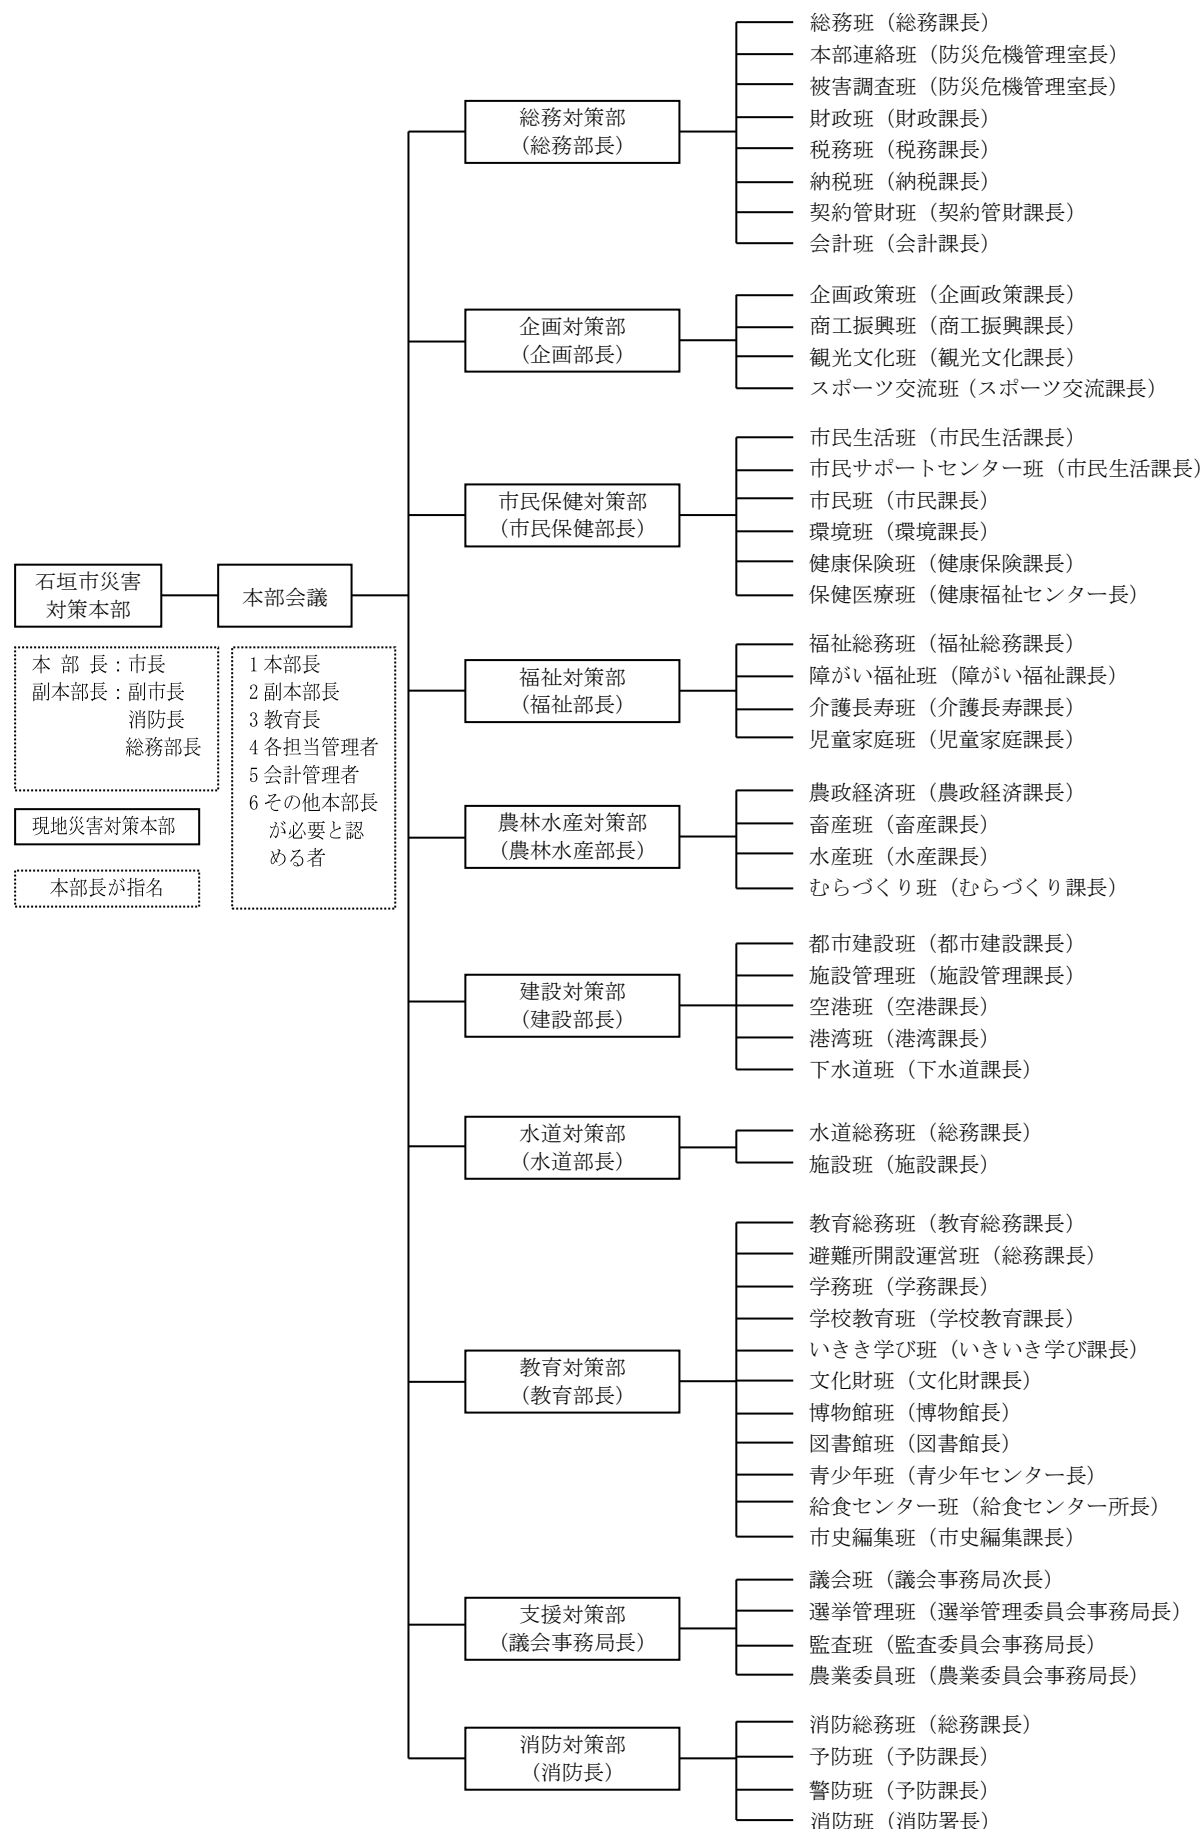 石垣市災害
対策本部
本 部 長：市長
副本部長：副市長
消防長
総務部長
現地災害対策本部
本部長が指名
本部会議
1 本部長
2 副本部長
3 教育長
4 各担当管理者
5 会計管理者
6 その他本部長
が必要と認
める者
総務対策部
（総務部長）
総務班（総務課長）
本部連絡班（防災危機管理室長）
被害調査班（防災危機管理室長）
財政班（財政課長）
税務班（税務課長）
納税班（納税課長）
契約管財班（契約管財課長）
会計班（会計課長）
企画対策部
（企画部長）
企画政策班（企画政策課長）
商工振興班（商工振興課長）
観光文化班（観光文化課長）
スポーツ交流班（スポーツ交流課長）
市民保健対策部
（市民保健部長）
市民生活班（市民生活課長）
市民サポートセンター班（市民生活課長）
市民班（市民課長）
環境班（環境課長）
健康保険班（健康保険課長）
保健医療班（健康福祉センター長）
福祉対策部
（福祉部長）
福祉総務班（福祉総務課長）
障がい福祉班（障がい福祉課長）
介護長寿班（介護長寿課長）
児童家庭班（児童家庭課長）
農林水産対策部
（農林水産部長）
農政経済班（農政経済課長）
畜産班（畜産課長）
水産班（水産課長）
むらづくり班（むらづくり課長）
建設対策部
（建設部長）
都市建設班（都市建設課長）
施設管理班（施設管理課長）
空港班（空港課長）
港湾班（港湾課長）
下水道班（下水道課長）
水道対策部
（水道部長）
水道総務班（総務課長）
施設班（施設課長）
教育対策部
（教育部長）
教育総務班（教育総務課長）
避難所開設運営班（総務課長）
学務班（学務課長）
学校教育班（学校教育課長）
いきき学び班（いきいき学び課長）
文化財班（文化財課長）
博物館班（博物館長）
図書館班（図書館長）
青少年班（青少年センター長）
給食センター班（給食センター所長）
市史編集班（市史編集課長）
支援対策部
（議会事務局長）
議会班（議会事務局次長）
選挙管理班（選挙管理委員会事務局長）
監査班（監査委員会事務局長）
農業委員班（農業委員会事務局長）
消防対策部
（消防長）
消防総務班（総務課長）
予防班（予防課長）
警防班（予防課長）
消防班（消防署長）